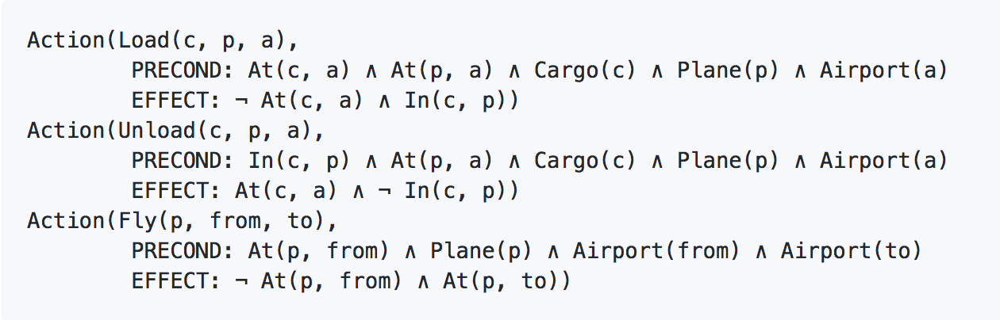 Action(Load(c, p, a),
PRECOND: At(c, a) ∧ At(p, a) ∧ Cargo(c) ∧ Plane(p) ∧ Airport(a)
EFFECT: ¬ At(c, a) ∧ In(c, p))
Action(Unload(c, p, a),
PRECOND: In(c, p) ∧ At(p, a) ∧ Cargo(c) ∧ Plane(p) ∧ Airport(a)
EFFECT: At(c, a) ∧ ¬ In(c, p))
Action(Fly(p, from, to),
PRECOND: At(p, from) ∧ Plane(p) ∧ Airport(from) ∧ Airport(to)
EFFECT: ¬ At(p, from) ∧ At(p, to))